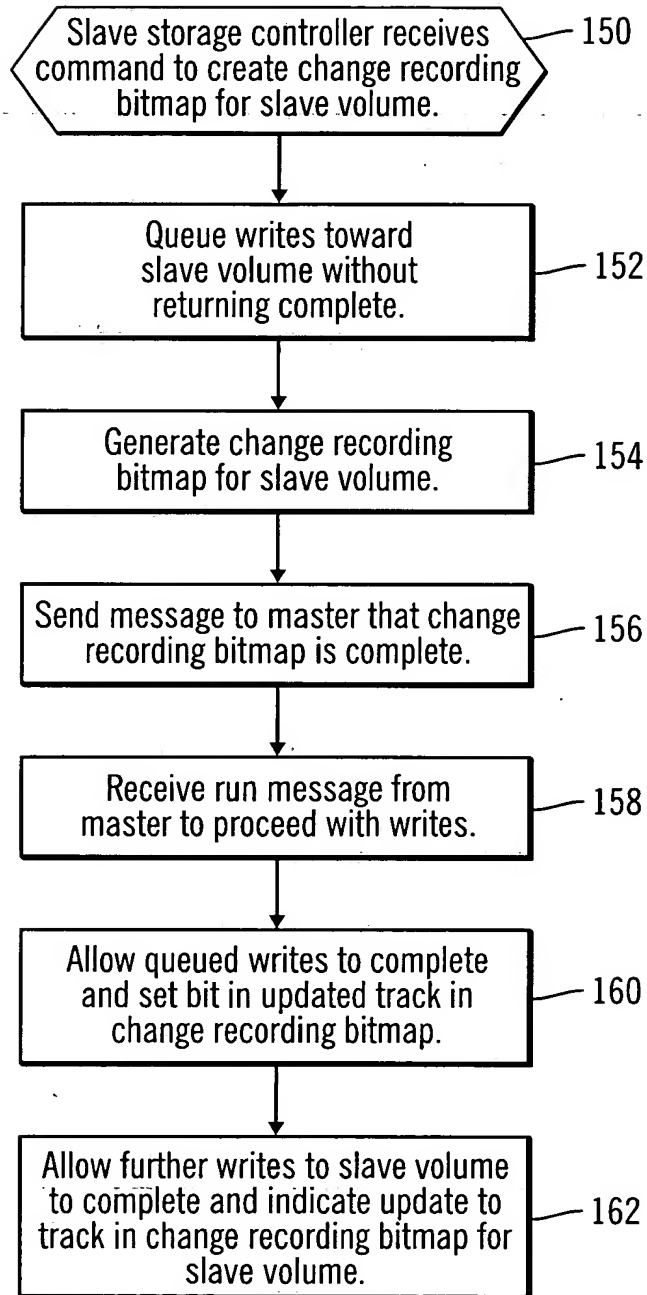 Slave storage controller receives
command to create change recording
bitmap for slave volume.
150
Queue writes toward
slave volume without
returning complete.
152
Generate change recording
bitmap for slave volume.
154
Send message to master that change
recording bitmap is complete.
156
Receive run message from
master to proceed with writes.
158
Allow queued writes to complete
and set bit in updated track in
change recording bitmap.
160
Allow further writes to slave volume
to complete and indicate update to
track in change recording bitmap for
slave volume.
162